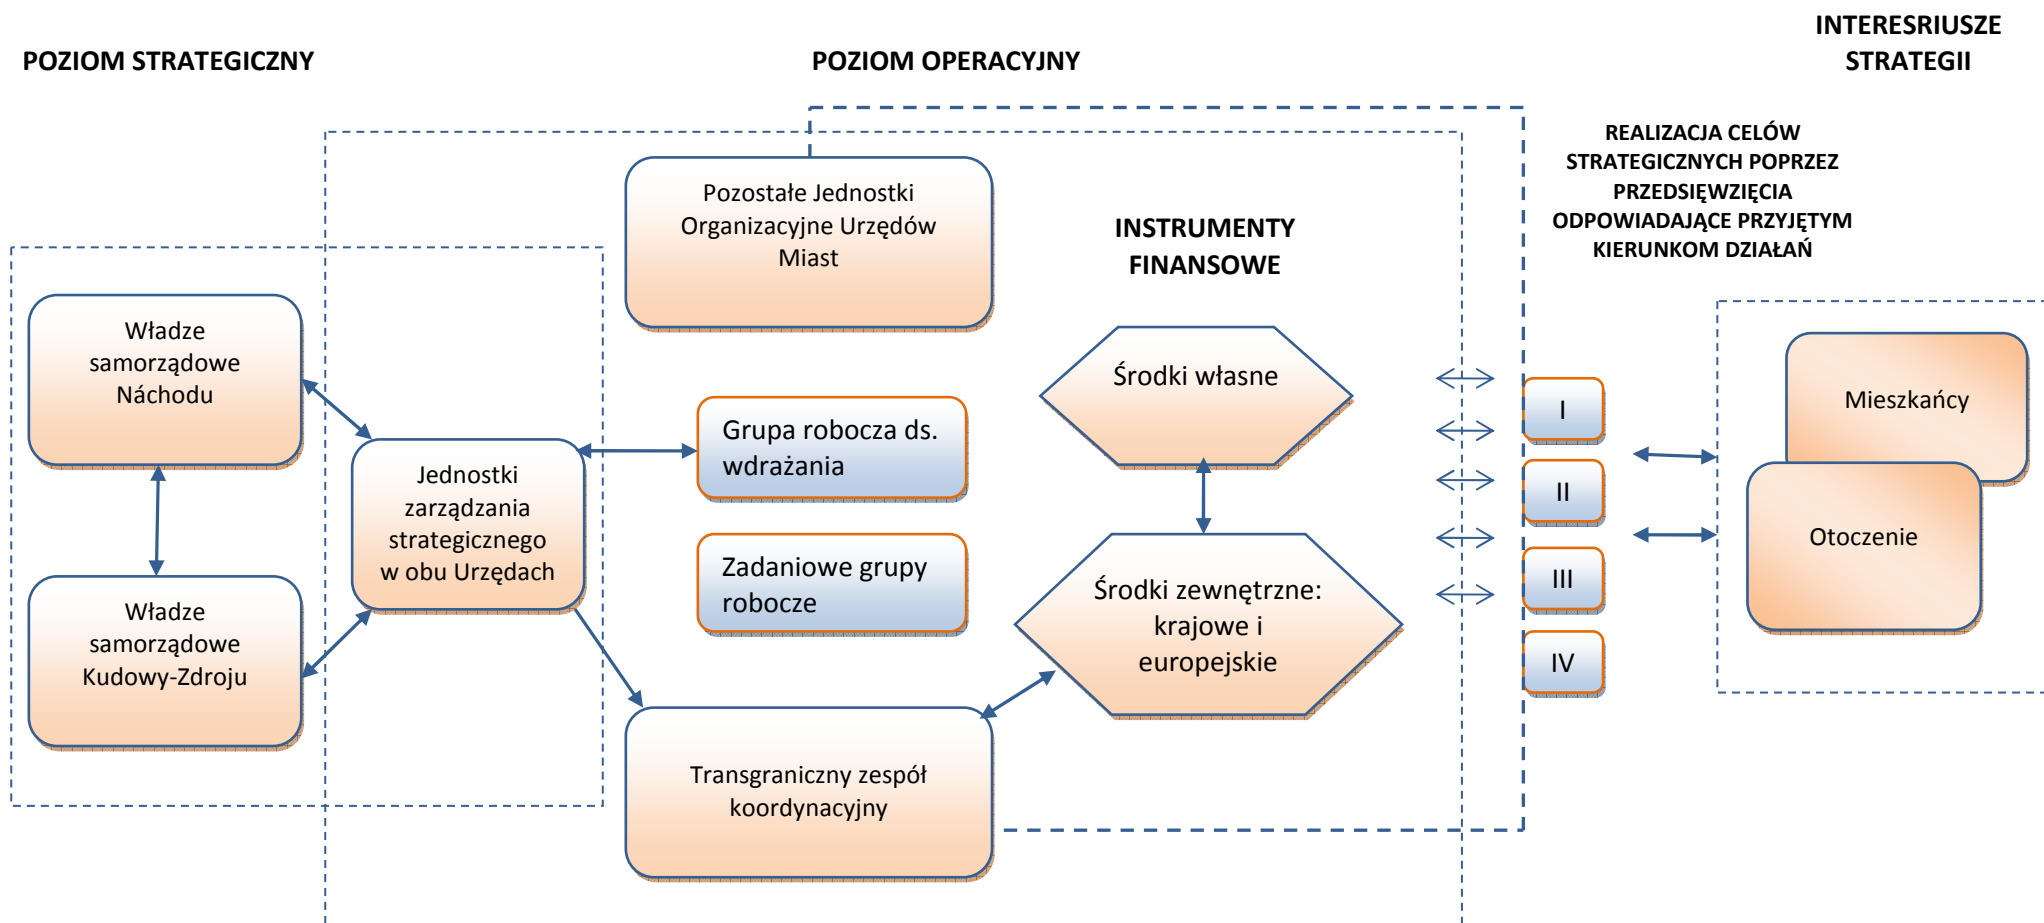 POZIOM STRATEGICZNY
POZIOM OPERACYJNY
INTERESRIUSZE
STRATEGII
REALIZACJA CELÓW
STRATEGICZNYCH POPRZEZ
PRZEDSIĘWZIĘCIA
ODPOWIADAJĄCE PRZYJĘTYM
KIERUNKOM DZIAŁAŃ
Pozostałe Jednostki
Organizacyjne Urzędów
Miast
INSTRUMENTY
FINANSOWE
Władze
samorządowe
Náchodu
Władze
samorządowe
Kudowy-Zdroju
Jednostki
zarządzania
strategicznego
w obu Urzędach
Grupa robocza ds.
wdrażania
Zadaniowe grupy
robocze
Transgraniczny zespół
koordynacyjny
Środki własne
Środki zewnętrzne:
krajowe i
europejskie
I
II
III
IV
Mieszkańcy
Otoczenie